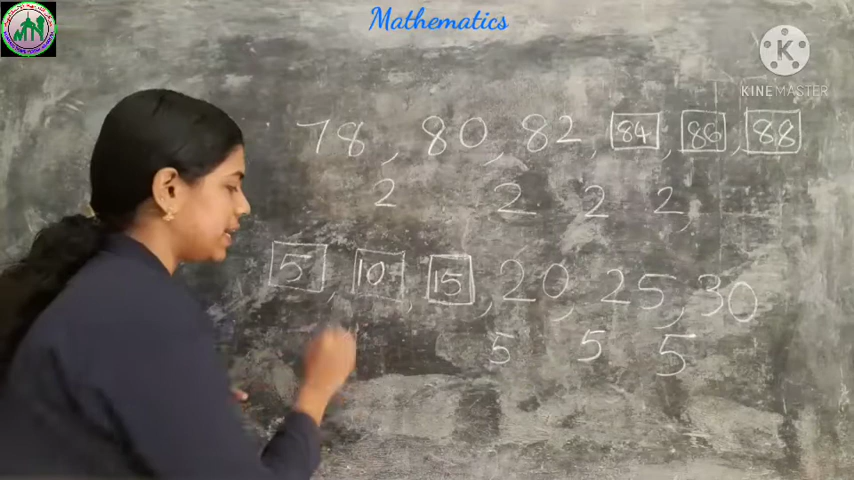 Mathematics
KINEMASTER
78, 80, 82, 84, 86, 88
2 2 2 2,
5, 10, 15, 20, 25, 30
5 5 5